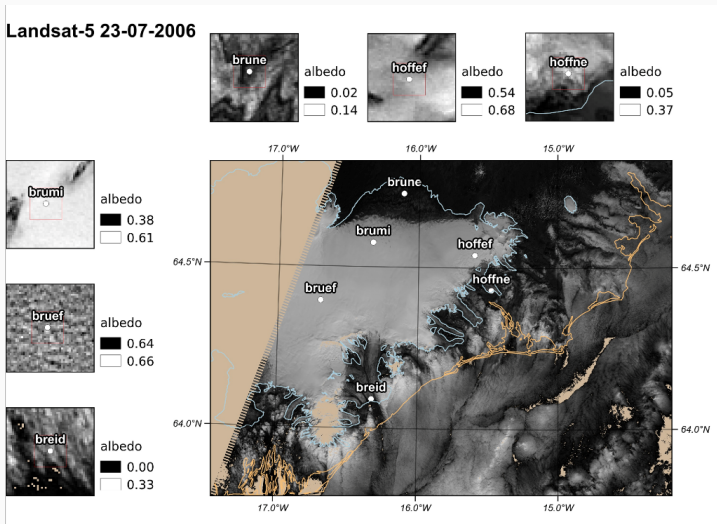 Landsat-5 23-07-2006
brune
albedo
0.02
0.14
hoffef
albedo
0.54
0.68
hoffne
albedo
0.05
0.37
brumi
albedo
0.38
0.61
bruef
albedo
0.64
0.66
breid
albedo
0.00
0.33
17.0°W 16.0°W 15.0°W
brune
brumi
hoffef
64.5°N 64.5°N
hoffne
bruef
breid
64.0°N 64.0°N
17.0°W 16.0°W 15.0°W